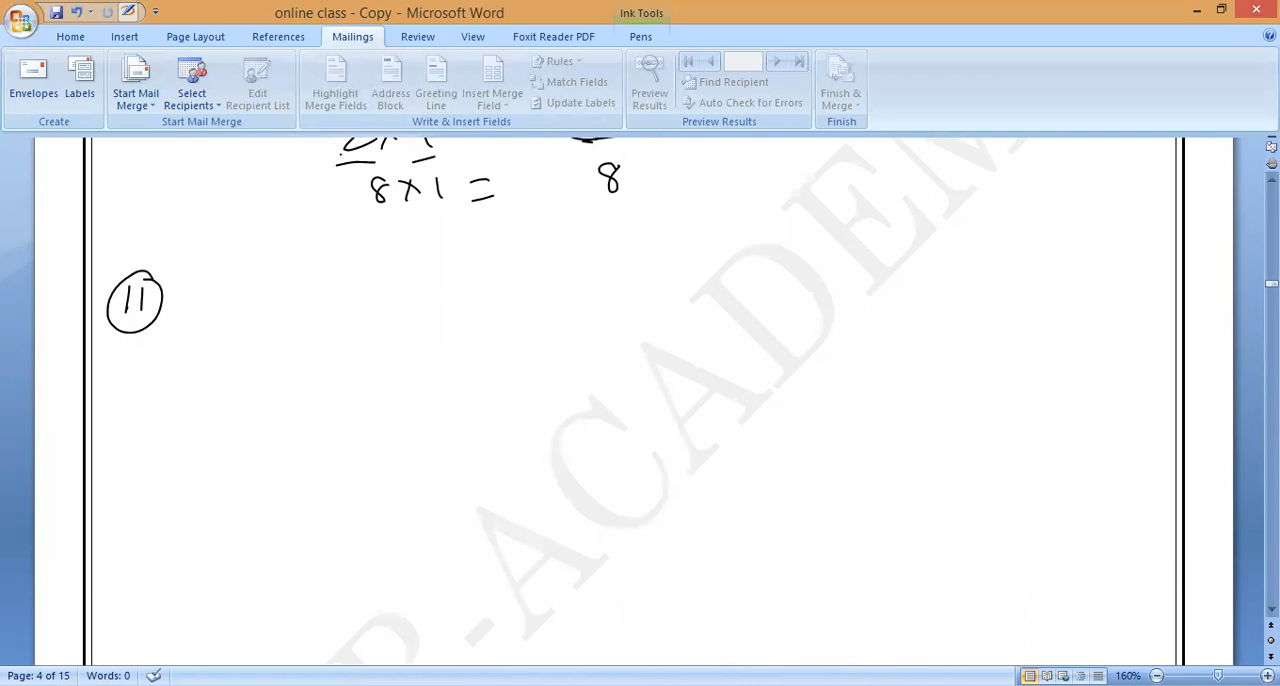 online class - Copy - Microsoft Word
Ink Tools
Home Insert Page Layout References Mailings Review View Foxit Reader PDF Pens
Envelopes Labels
Create
Start Mail Merge
Select Recipients
Edit Recipient List
Start Mail Merge
Highlight Merge Fields
Address Block
Greeting Line
Insert Merge Field
Rules
Match Fields
Update Labels
Write & Insert Fields
Preview Results
Find Recipient
Auto Check for Errors
Preview Results
Finish & Merge
Finish
8 × 1 = 8
11
-ACADEM
Page: 4 of 15 Words: 0 160%